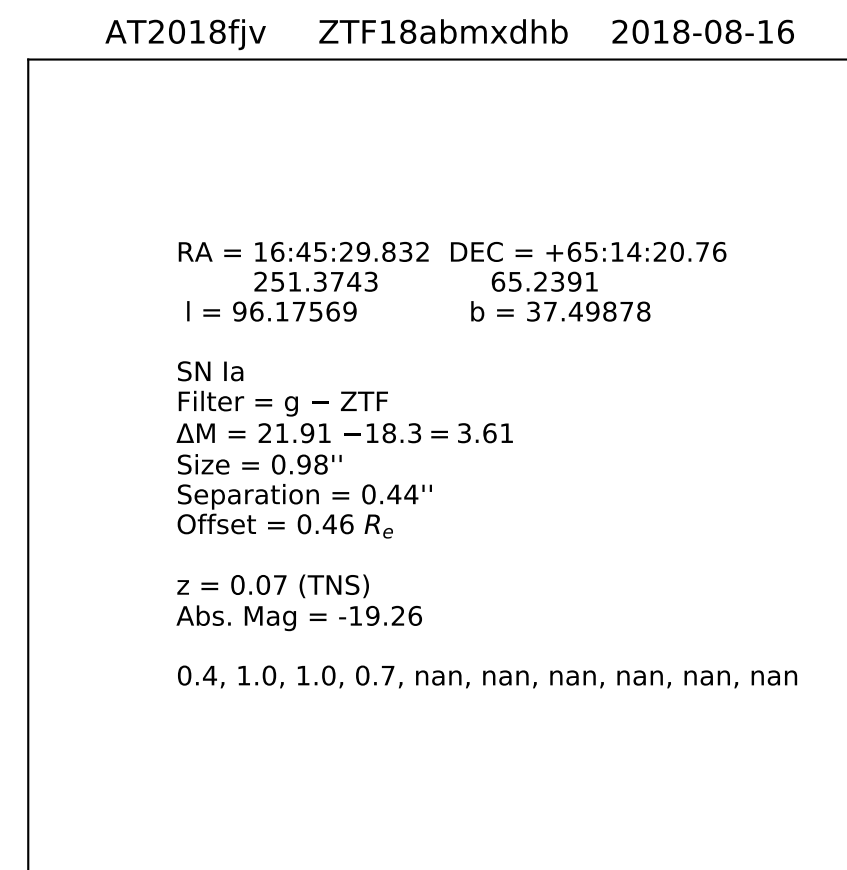 AT2018fjv ZTF18abmxdhb 2018-08-16
RA = 16:45:29.832 DEC = +65:14:20.76
251.3743 65.2391
l = 96.17569 b = 37.49878
SN Ia
Filter = g − ZTF
ΔM = 21.91 −18.3 = 3.61
Size = 0.98''
Separation = 0.44''
Offset = 0.46 Re
z = 0.07 (TNS)
Abs. Mag = -19.26
0.4, 1.0, 1.0, 0.7, nan, nan, nan, nan, nan, nan